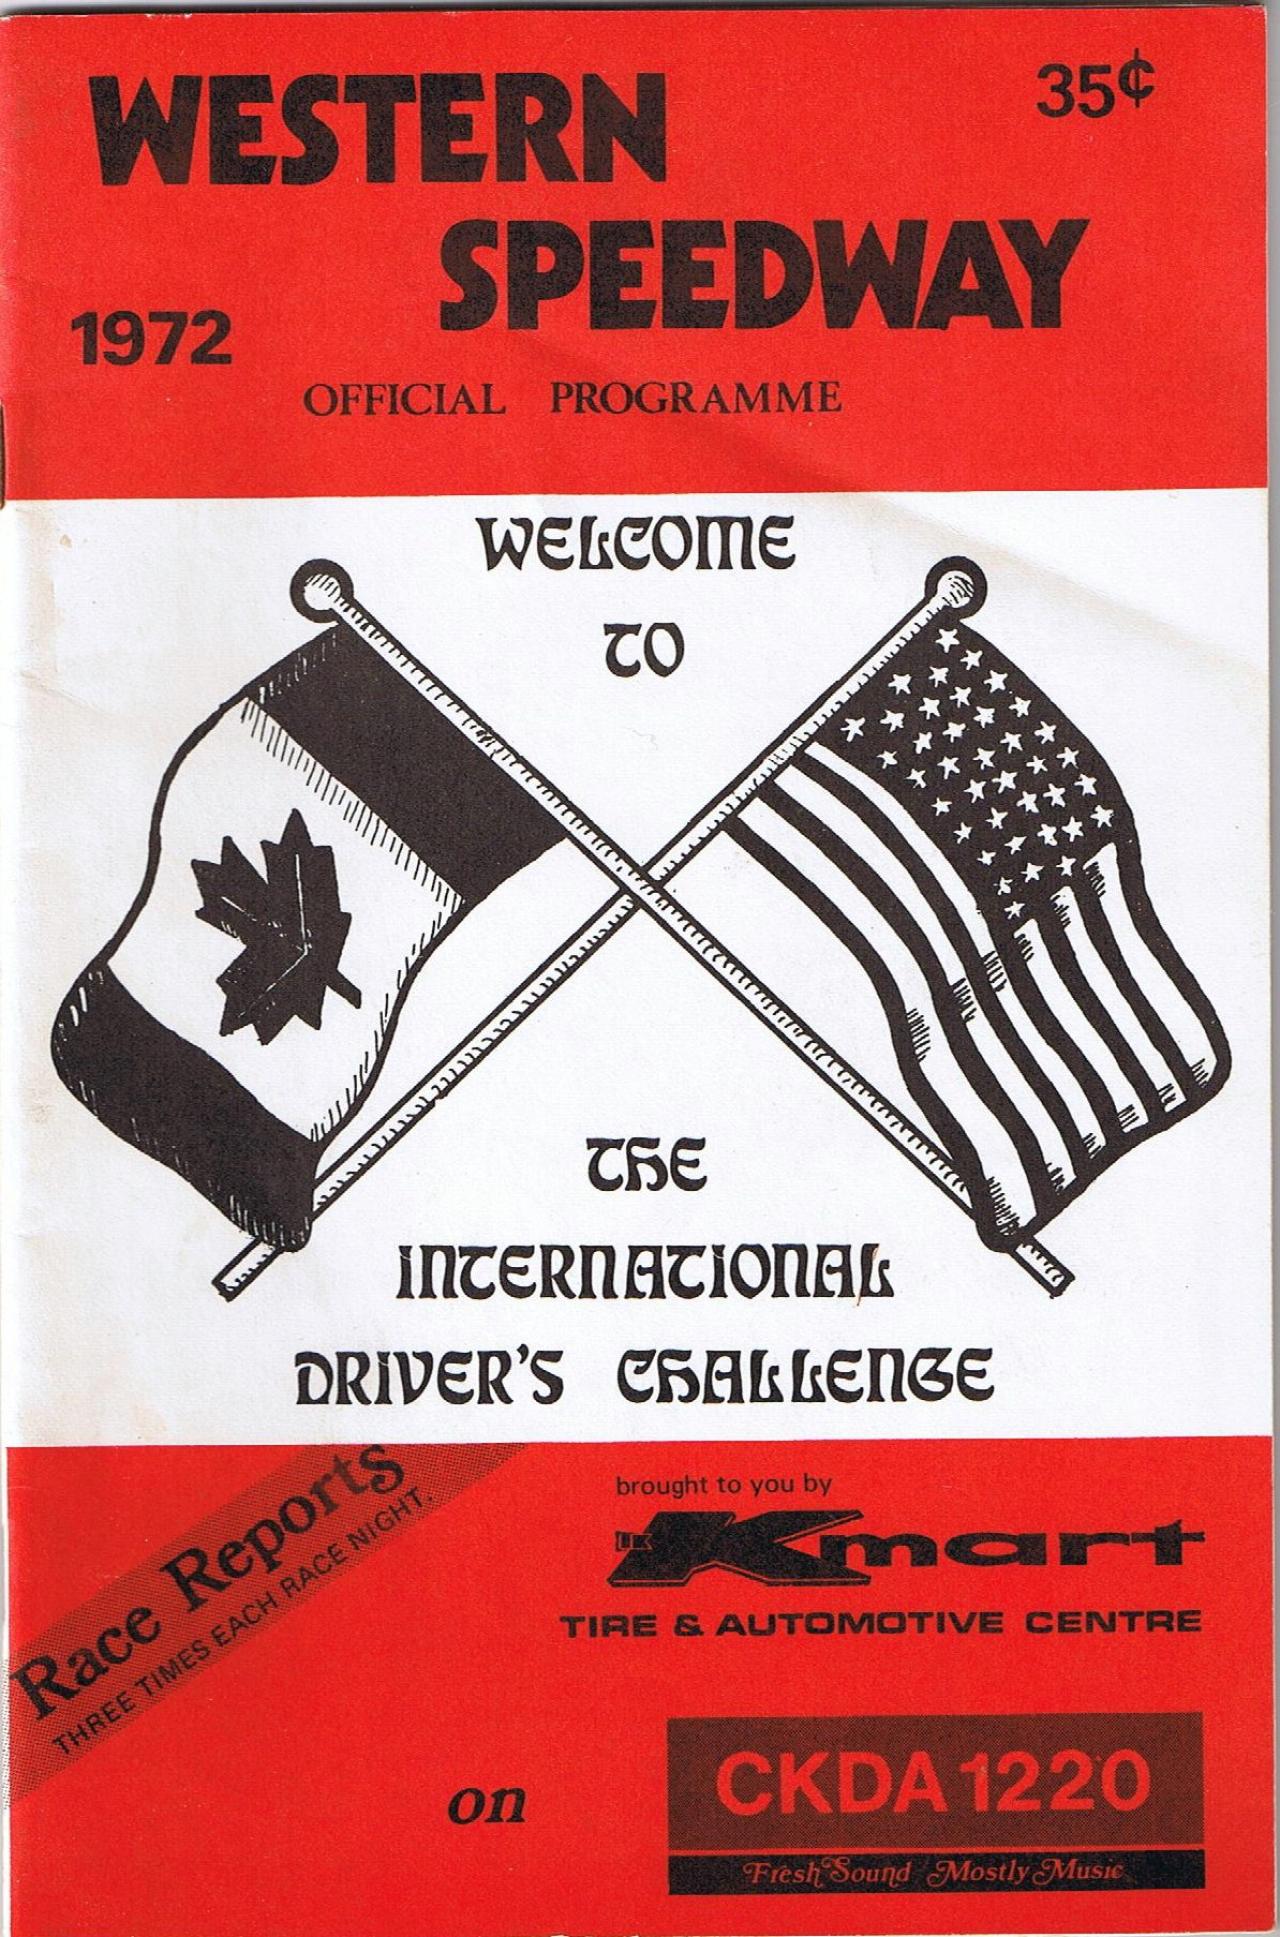 WESTERN
35¢
SPEEDWAY
1972
OFFICIAL PROGRAMME
WELCOME
TO
THE
INTERNATIONAL
DRIVER'S CHALLENGE
Race Reports
THREE TIMES EACH RACE NIGHT.
brought to you by
Kmart
TIRE & AUTOMOTIVE CENTRE
on
CKDA 1220
Fresh Sound Mostly Music